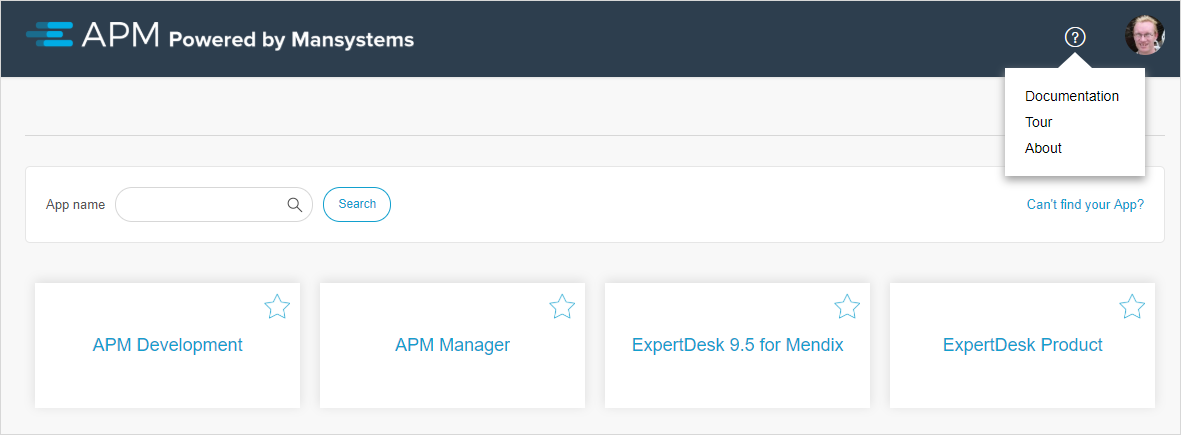 APM Powered by Mansystems
?
Documentation
Tour
About
App name
Search
Can't find your App?
APM Development
APM Manager
ExpertDesk 9.5 for Mendix
ExpertDesk Product